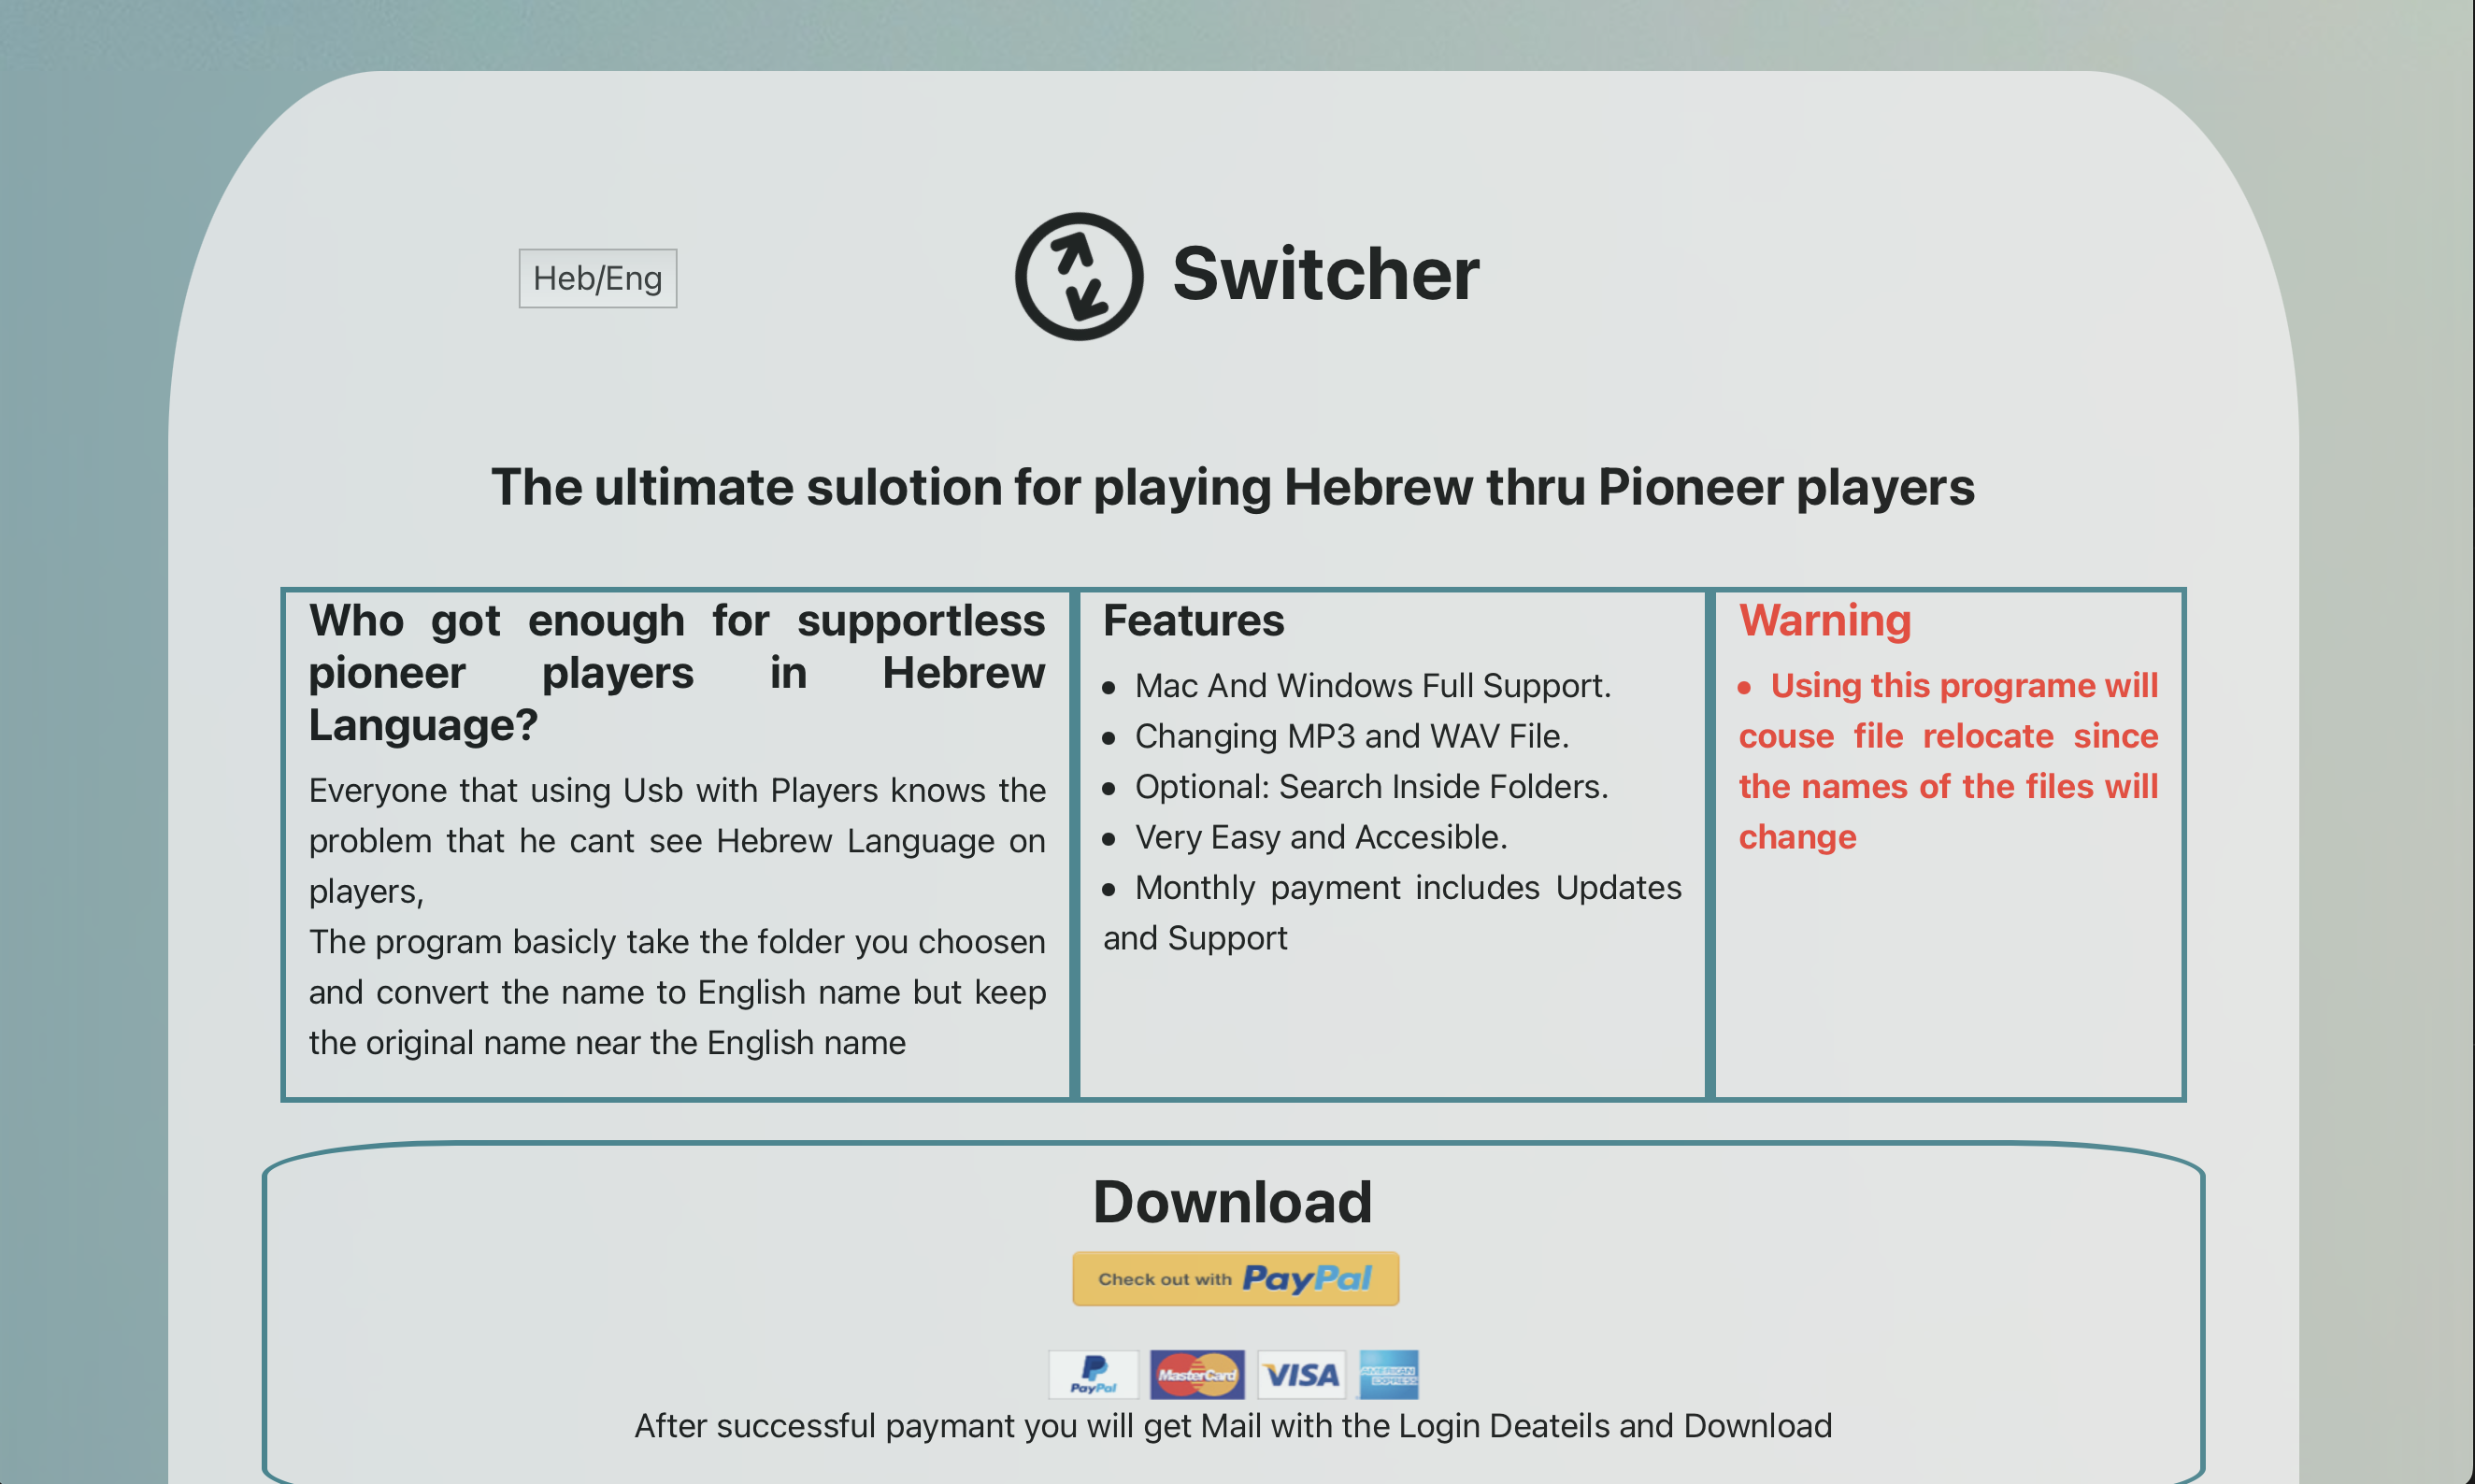 Heb/Eng
Switcher
The ultimate sulotion for playing Hebrew thru Pioneer players
Who got enough for supportless
pioneer players in Hebrew
Language?
Everyone that using Usb with Players knows the
problem that he cant see Hebrew Language on
players,
The program basicly take the folder you choosen
and convert the name to English name but keep
the original name near the English name
Features
• Mac And Windows Full Support.
• Changing MP3 and WAV File.
• Optional: Search Inside Folders.
• Very Easy and Accesible.
• Monthly payment includes Updates
and Support
Warning
• Using this programe will
couse file relocate since
the names of the files will
change
Download
Check out with PayPal
PayPal MasterCard VISA AMERICAN EXPRESS
After successful paymant you will get Mail with the Login Deateils and Download